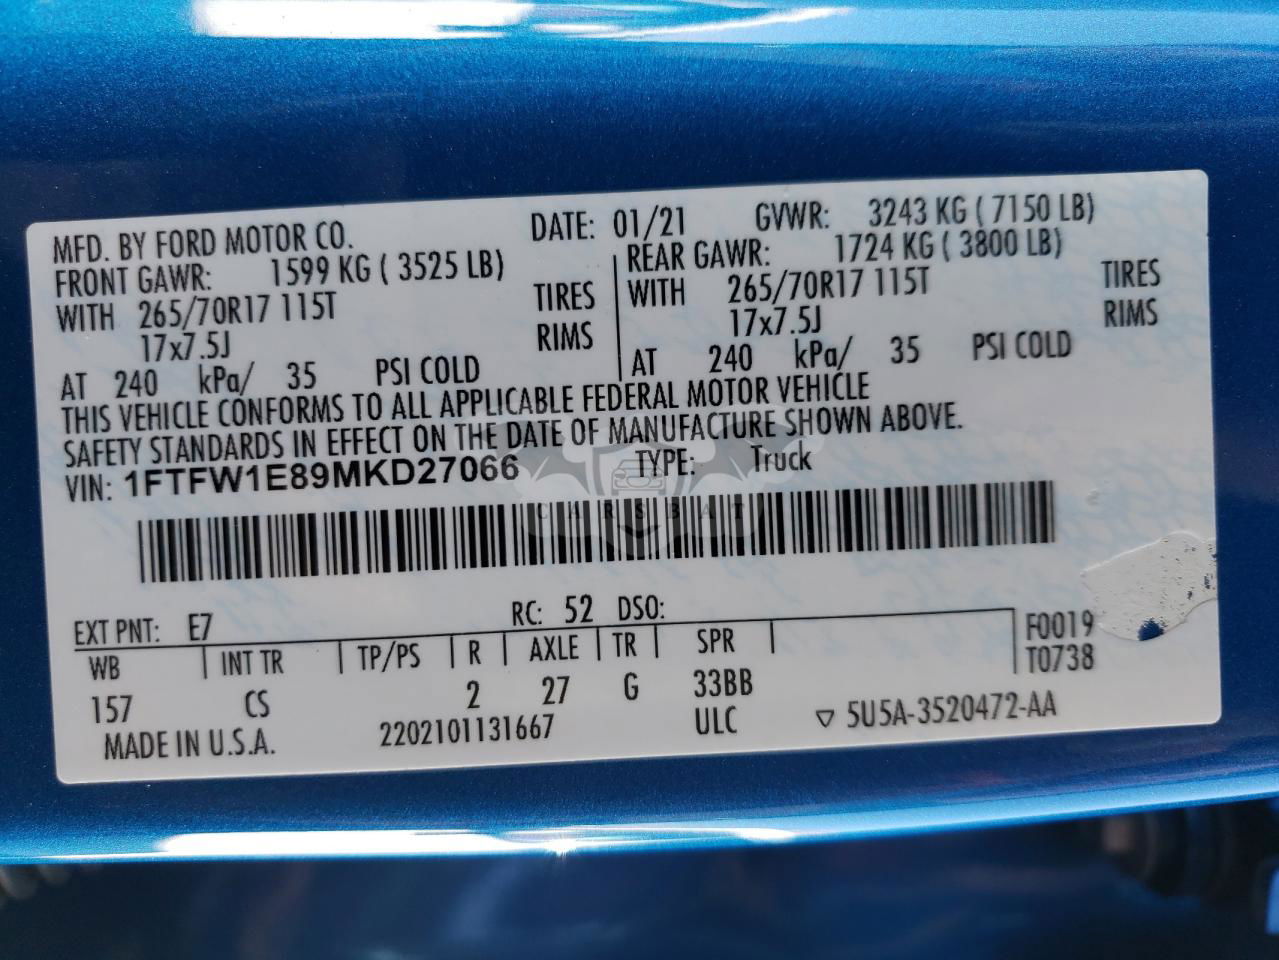 MFD. BY FORD MOTOR CO. DATE: 01/21 GVWR: 3243 KG ( 7150 LB)
FRONT GAWR: 1599 KG ( 3525 LB) REAR GAWR: 1724 KG ( 3800 LB)
WITH 265/70R17 115T TIRES WITH 265/70R17 115T TIRES
17x7.5J RIMS 17x7.5J RIMS
AT 240 kPa/ 35 PSI COLD AT 240 kPa/ 35 PSI COLD
THIS VEHICLE CONFORMS TO ALL APPLICABLE FEDERAL MOTOR VEHICLE
SAFETY STANDARDS IN EFFECT ON THE DATE OF MANUFACTURE SHOWN ABOVE.
VIN: 1FTFW1E89MKD27066 TYPE: Truck
CARSBAT
EXT PNT: E7 RC: 52 DSO: F0019
WB INT TR TP/PS R AXLE TR SPR T0738
157 CS 2 27 G 33BB
MADE IN U.S.A. 2202101131667 ULC ▽ 5U5A-3520472-AA